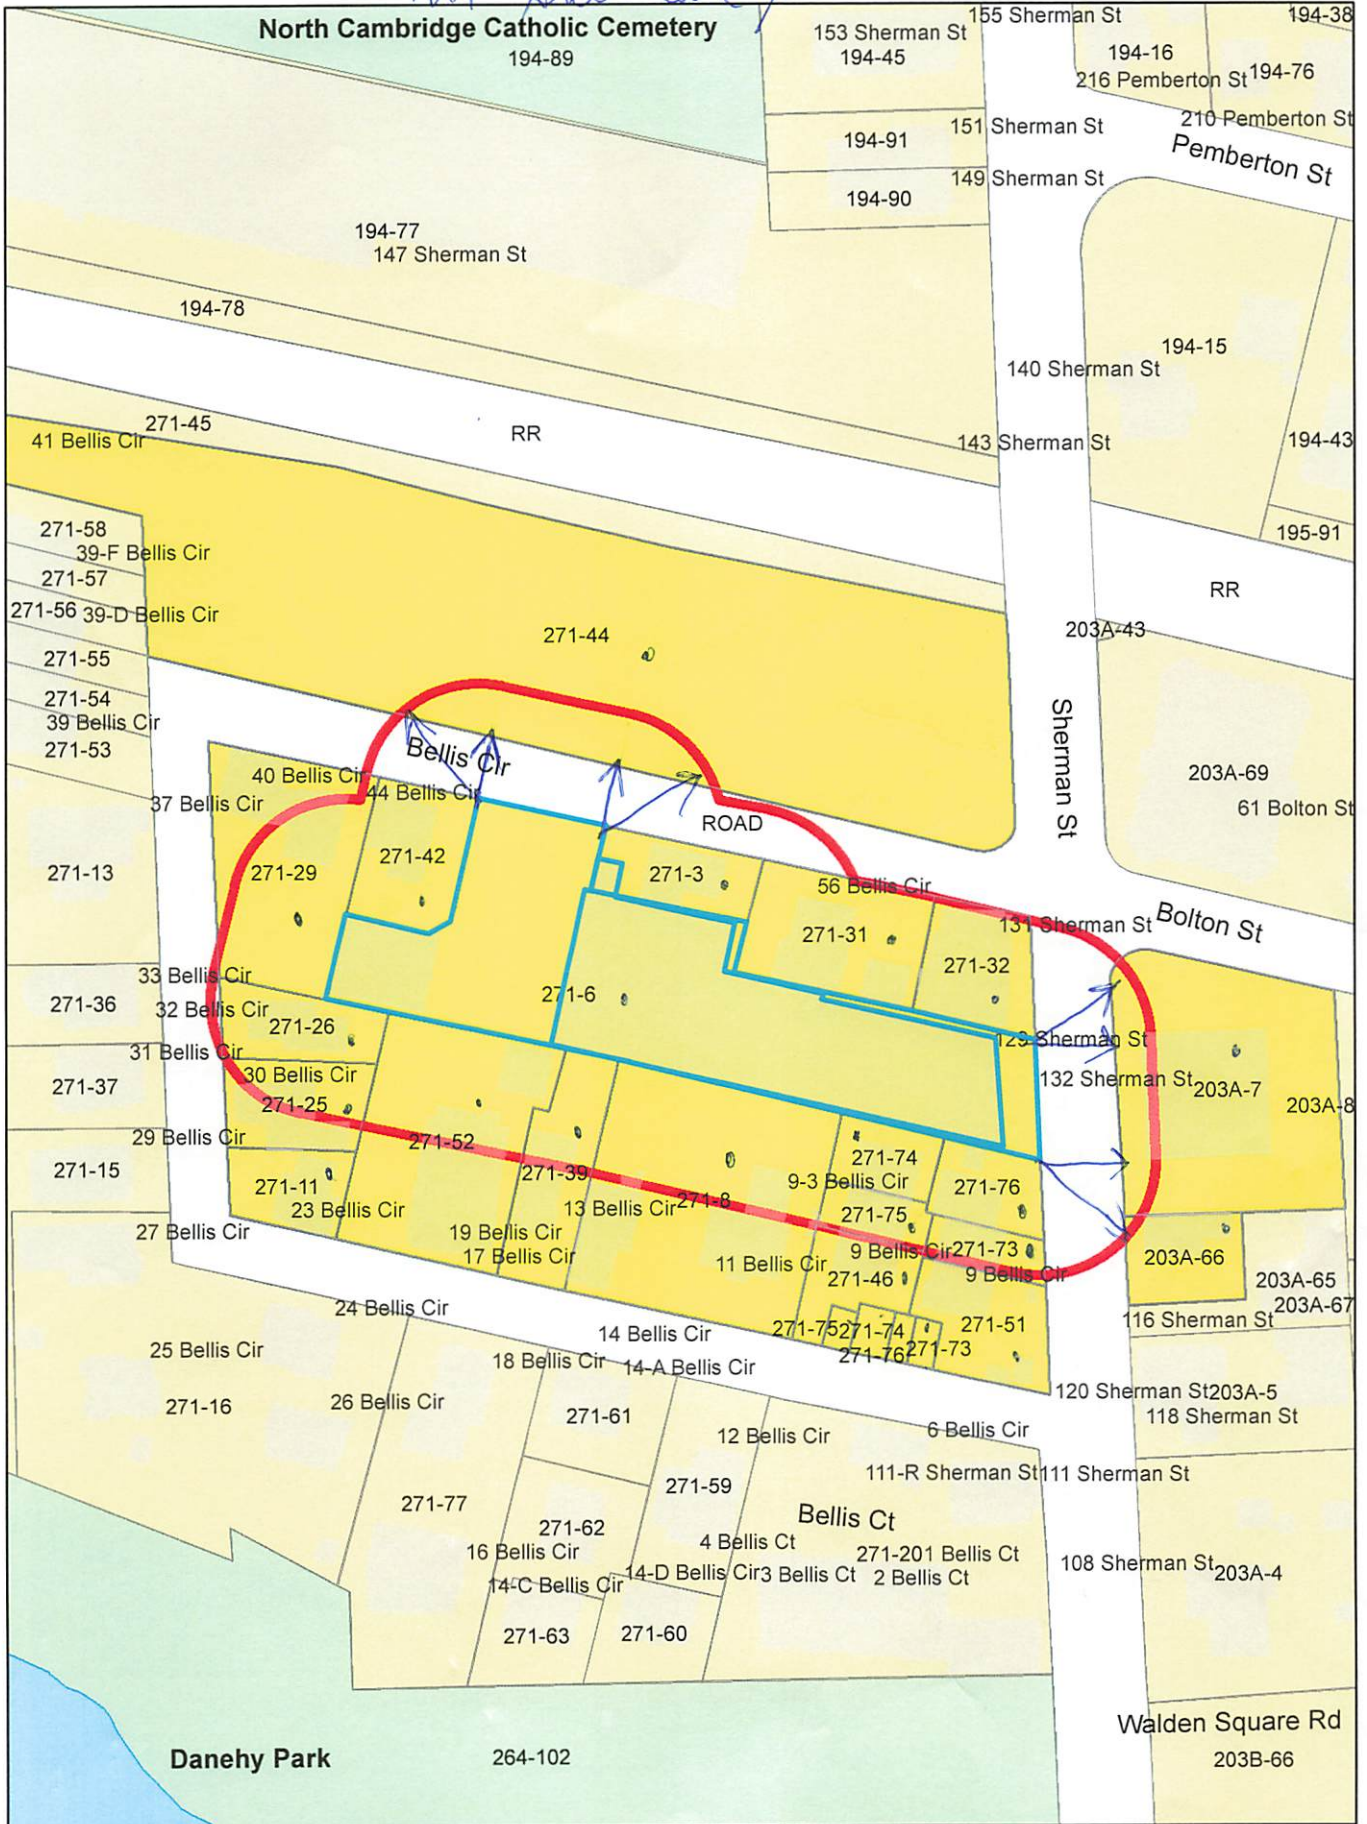 155 Sherman St
194-38
North Cambridge Catholic Cemetery
153 Sherman St
194-89
194-45
194-16
194-76
216 Pemberton St
210 Pemberton St
151 Sherman St
194-91
Pemberton St
149 Sherman St
194-90
194-77
147 Sherman St
194-78
194-15
140 Sherman St
271-45
RR
41 Bellis Cir
143 Sherman St
194-43
271-58
39-F Bellis Cir
195-91
271-57
RR
271-56
39-D Bellis Cir
271-44
203A-43
271-55
271-54
39 Bellis Cir
Sherman St
271-53
Bellis Cir
203A-69
40 Bellis Cir
44 Bellis Cir
37 Bellis Cir
61 Bolton St
ROAD
271-42
271-13
271-29
271-3
56 Bellis Cir
131 Sherman St
Bolton St
271-31
271-32
33 Bellis Cir
271-6
271-36
32 Bellis Cir
271-26
129 Sherman St
31 Bellis Cir
30 Bellis Cir
132 Sherman St
271-37
203A-7
271-25
203A-8
29 Bellis Cir
271-52
271-74
271-15
271-39
9-3 Bellis Cir
271-11
271-76
23 Bellis Cir
13 Bellis Cir
271-8
271-75
27 Bellis Cir
19 Bellis Cir
17 Bellis Cir
9 Bellis Cir
271-73
11 Bellis Cir
271-46
9 Bellis Cir
203A-66
203A-65
24 Bellis Cir
203A-67
116 Sherman St
14 Bellis Cir
271-75
271-74
271-51
25 Bellis Cir
271-76
271-73
18 Bellis Cir
14-A Bellis Cir
120 Sherman St
203A-5
271-16
26 Bellis Cir
271-61
118 Sherman St
12 Bellis Cir
6 Bellis Cir
111-R Sherman St
111 Sherman St
271-59
271-77
Bellis Ct
271-62
4 Bellis Ct
16 Bellis Cir
271-201 Bellis Ct
108 Sherman St
203A-4
14-D Bellis Cir
3 Bellis Ct
2 Bellis Ct
14-C Bellis Cir
271-63
271-60
Walden Square Rd
Danehy Park
264-102
203B-66